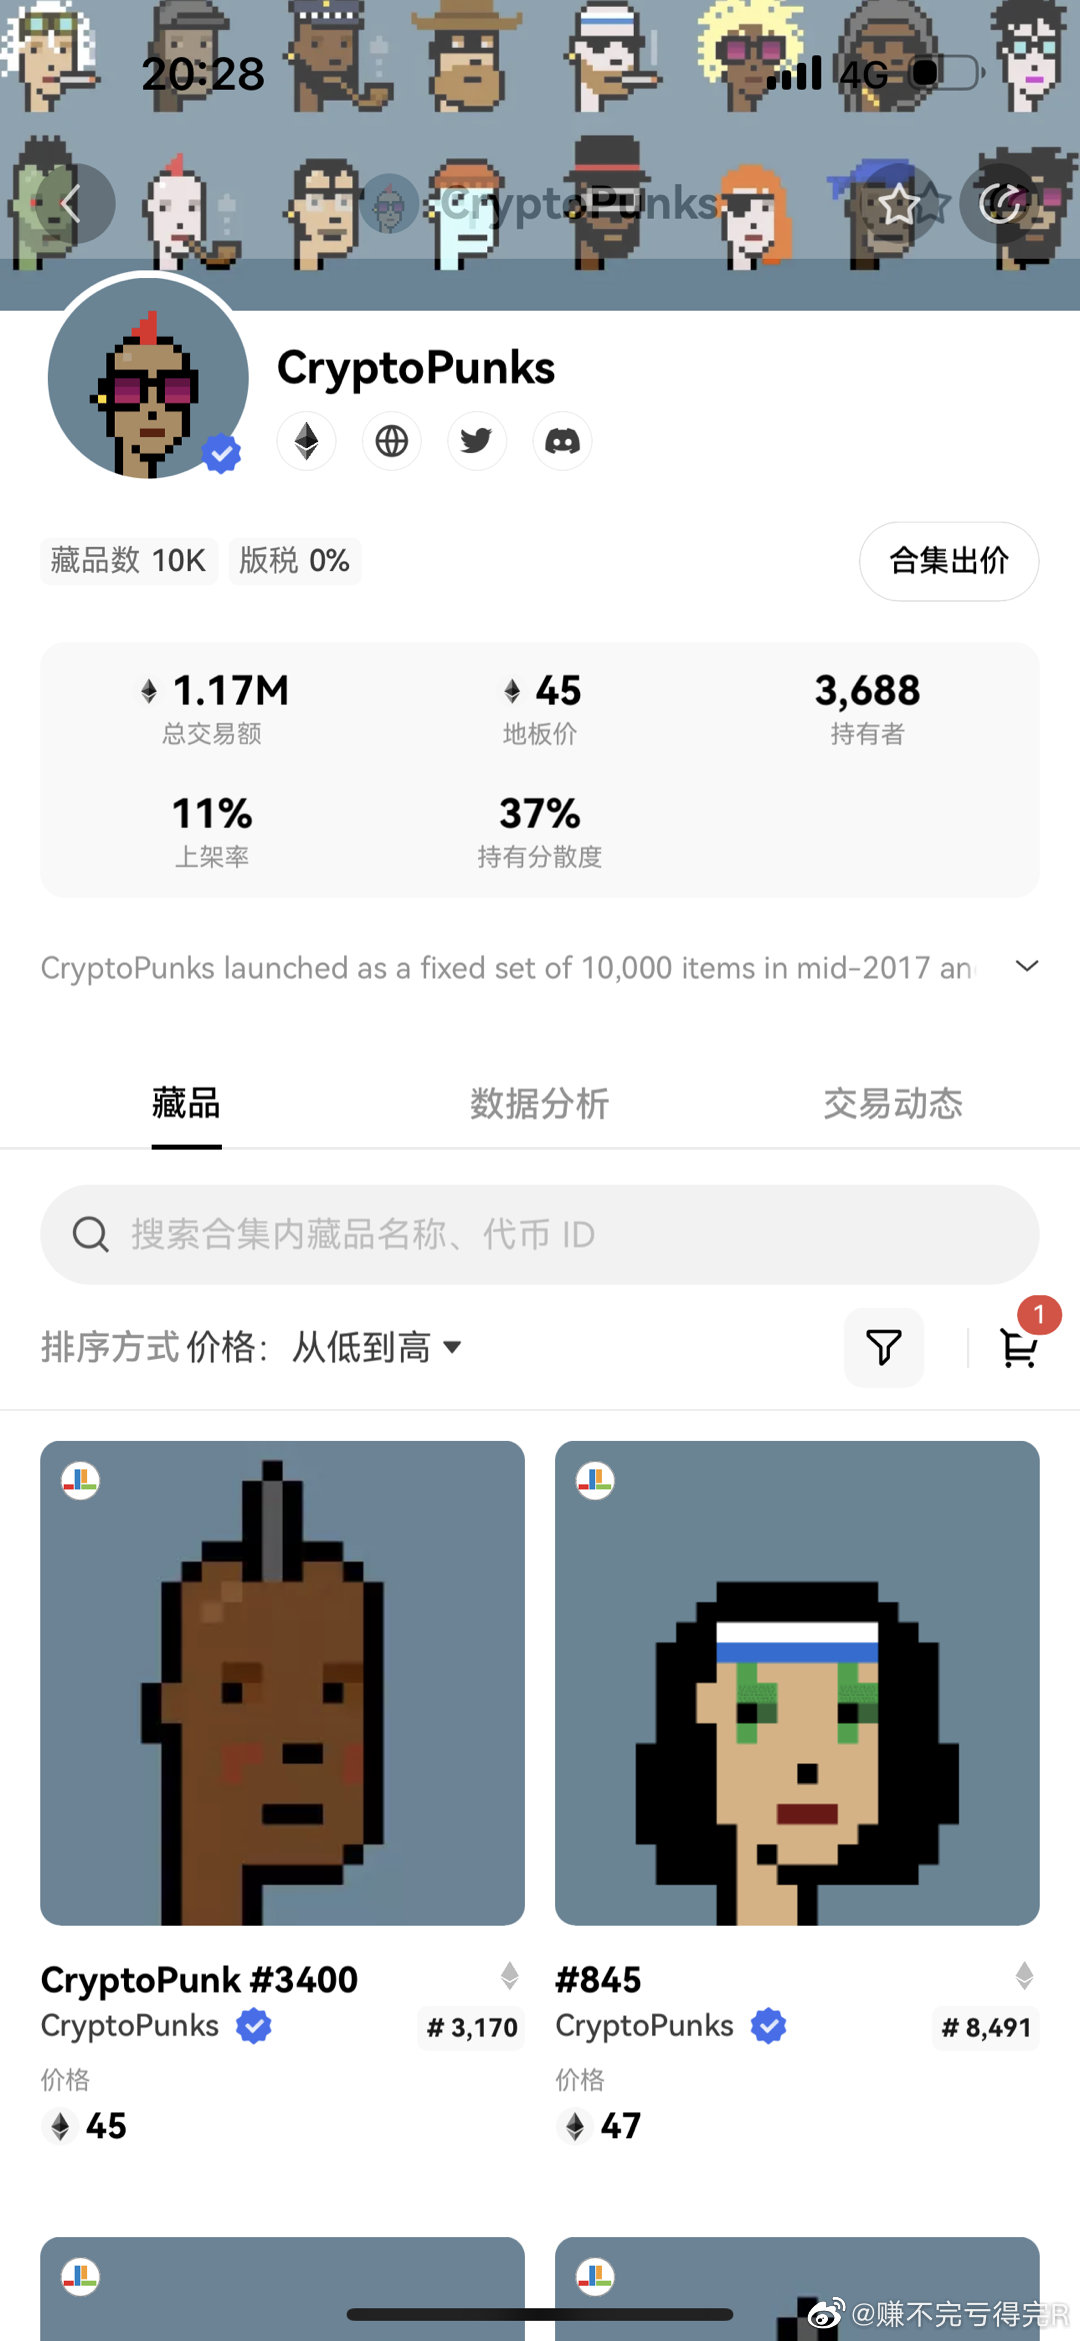 20:28
4G
CryptoPunks
CryptoPunks
藏品数 10K
版税 0%
合集出价
1.17M
45
3,688
总交易额
地板价
持有者
11%
37%
上架率
持有分散度
CryptoPunks launched as a fixed set of 10,000 items in mid-2017 an
藏品
数据分析
交易动态
搜索合集内藏品名称、代币 ID
排序方式 价格：从低到高
1
CryptoPunk #3400
CryptoPunks
# 3,170
价格
45
#845
CryptoPunks
# 8,491
价格
47
@赚不完亏得完R